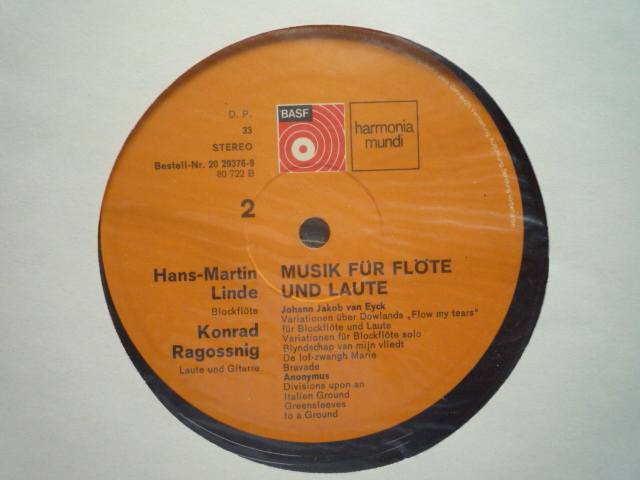 D. P.
33
STEREO
Bestell-Nr. 20 29376-9
80 722 B
BASF
harmonia
mundi
2
Hans-Martin
Linde
Blockflöte
Konrad
Ragossnig
Laute und Gitarre
MUSIK FÜR FLÖTE
UND LAUTE
Johann Jakob van Eyck
Variationen über Dowlands „Flow my tears"
für Blockflöte und Laute
Variationen für Blockflöte solo
Blyndschap van mijn vliedt
De lof-zwangh Marie
Bravade
Anonymus
Divisions upon an
Italien Ground
Greensleeves
to a Ground